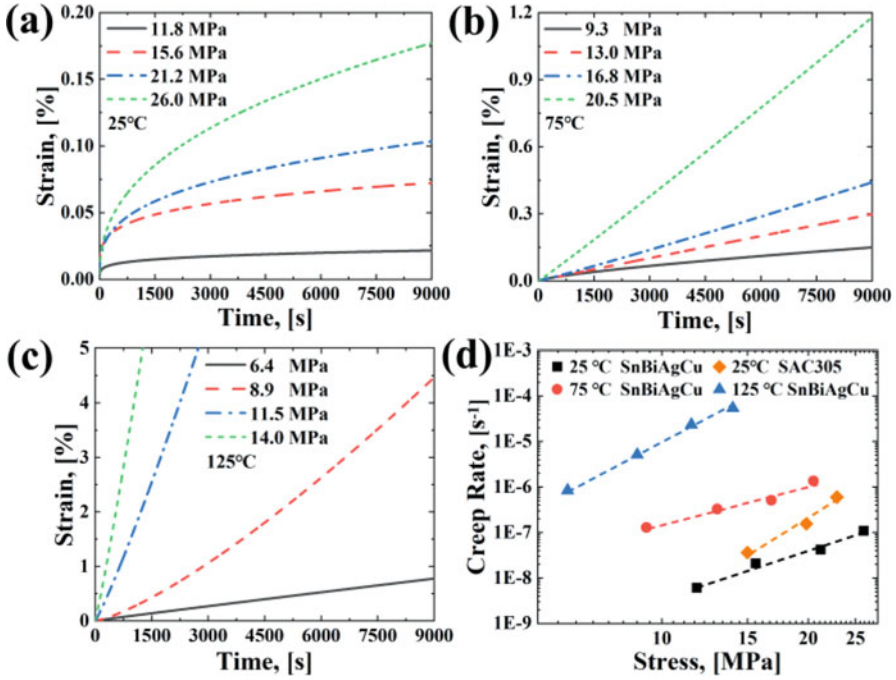 (a)
11.8 MPa
15.6 MPa
21.2 MPa
26.0 MPa
25°C
Strain, [%]
0.20
0.15
0.10
0.05
0.00
0 1500 3000 4500 6000 7500 9000
Time, [s]
(b)
9.3 MPa
13.0 MPa
16.8 MPa
20.5 MPa
75°C
Strain, [%]
1.2
0.9
0.6
0.3
0.0
0 1500 3000 4500 6000 7500 9000
Time, [s]
(c)
6.4 MPa
8.9 MPa
11.5 MPa
14.0 MPa
125°C
Strain, [%]
5
4
3
2
1
0
0 1500 3000 4500 6000 7500 9000
Time, [s]
(d)
25 °C SnBiAgCu 25°C SAC305
75 °C SnBiAgCu 125 °C SnBiAgCu
Creep Rate, [s-1]
1E-3
1E-4
1E-5
1E-6
1E-7
1E-8
1E-9
10 15 20 25
Stress, [MPa]